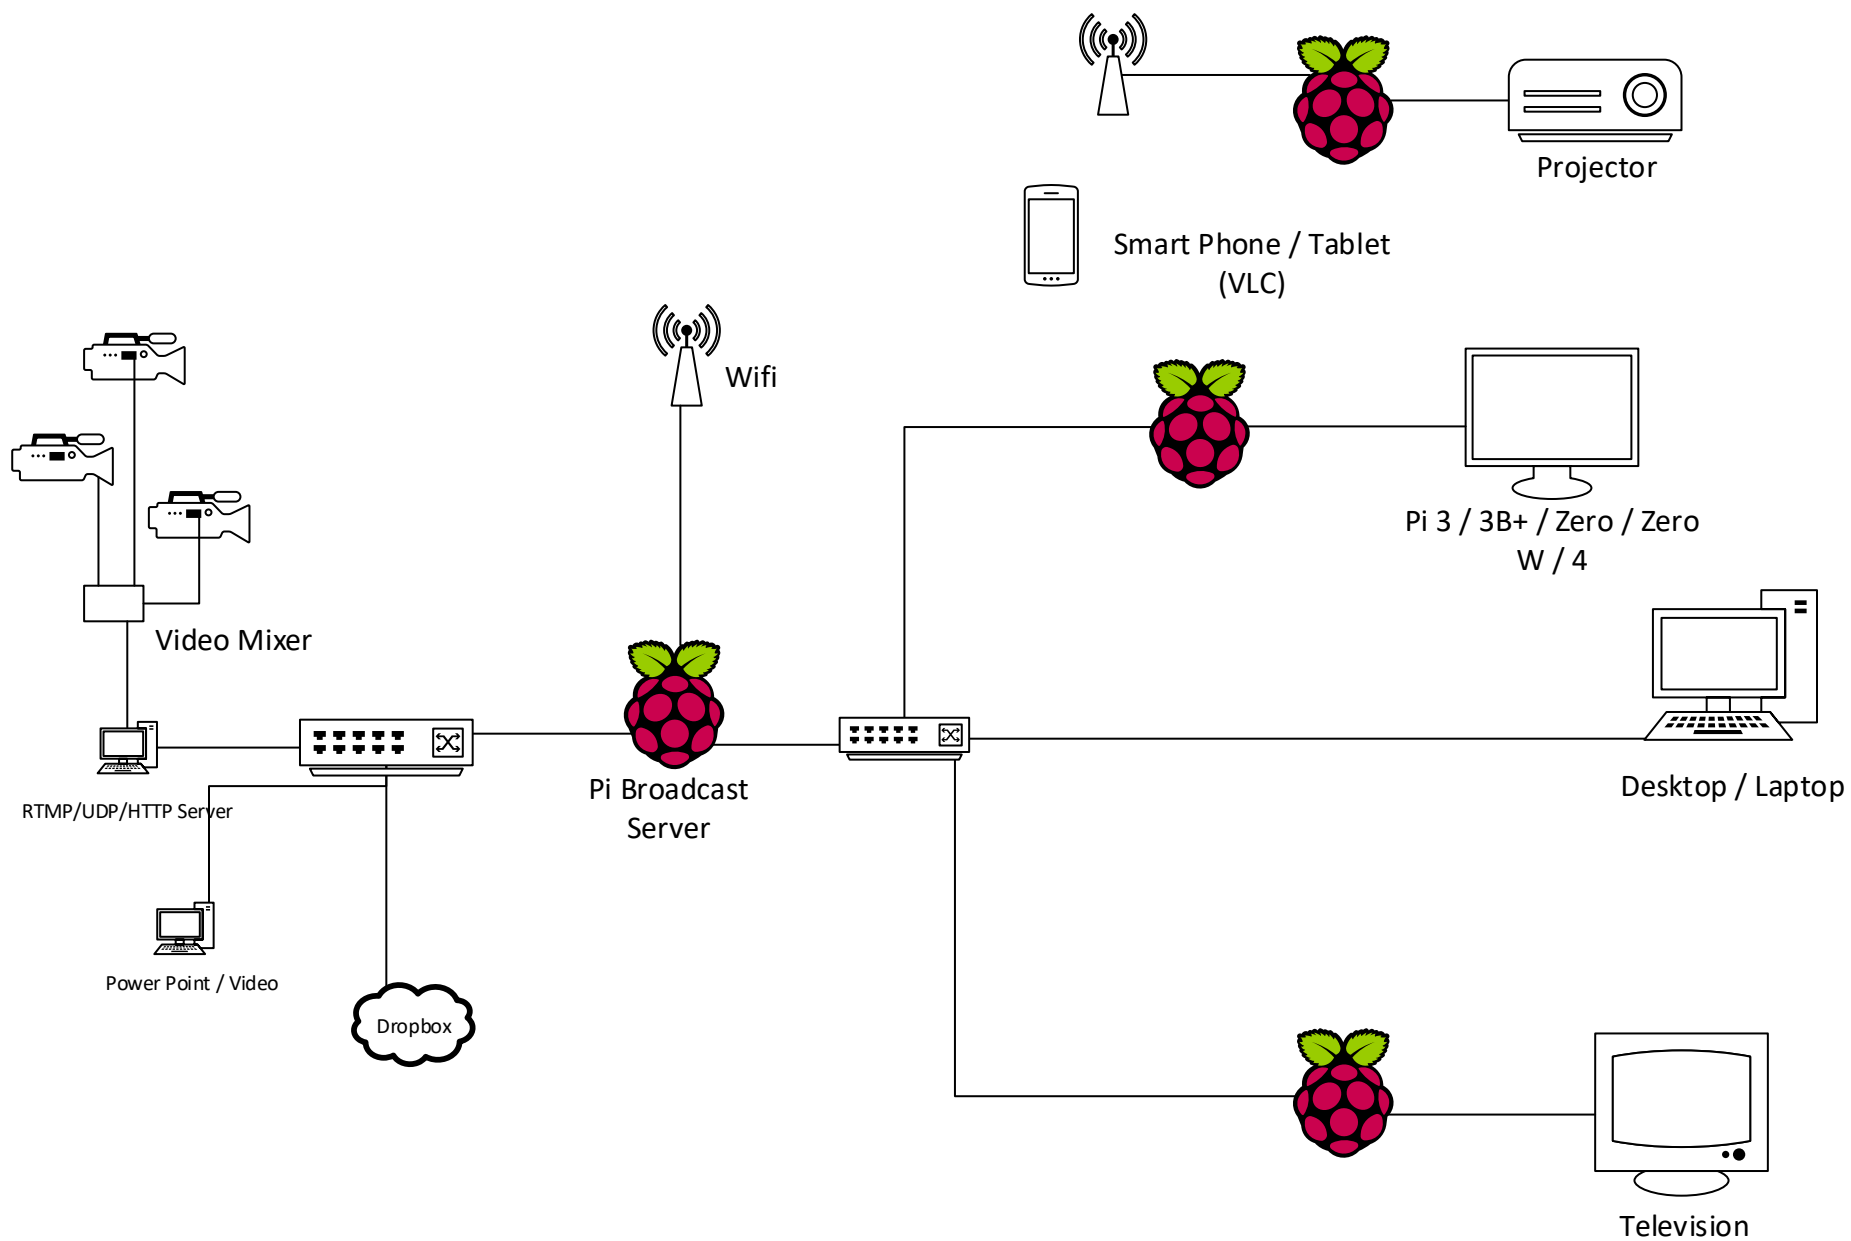 Projector
Smart Phone / Tablet
(VLC)
Wifi
Pi 3 / 3B+ / Zero / Zero
W / 4
Video Mixer
Pi Broadcast
Server
Desktop / Laptop
RTMP/UDP/HTTP Server
Power Point / Video
Dropbox
Television